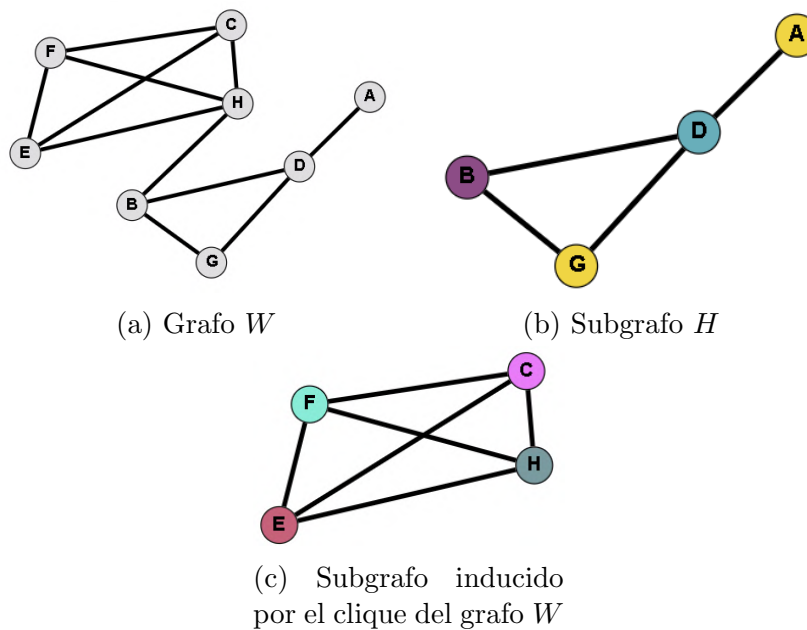 C
F
H
A
E
D
B
G
(a) Grafo W
A
D
B
G
(b) Subgrafo H
C
F
H
E
(c) Subgrafo inducido
por el clique del grafo W